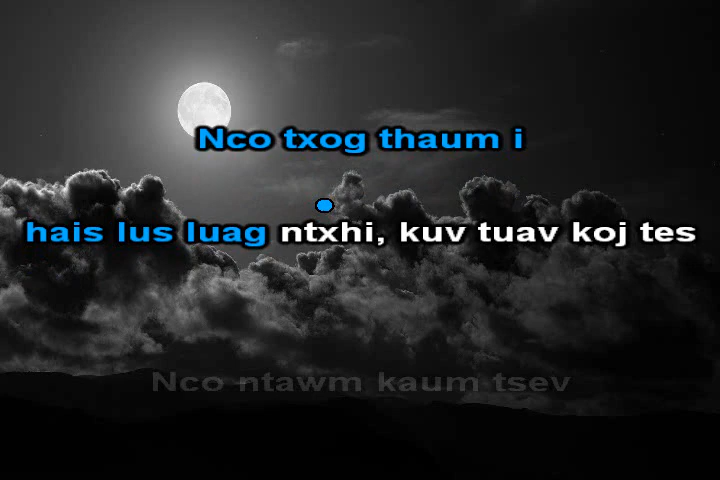 Nco txog thaum i
hais lus luag ntxhi, kuv tuav koj tes
Nco ntawm kaum tsev